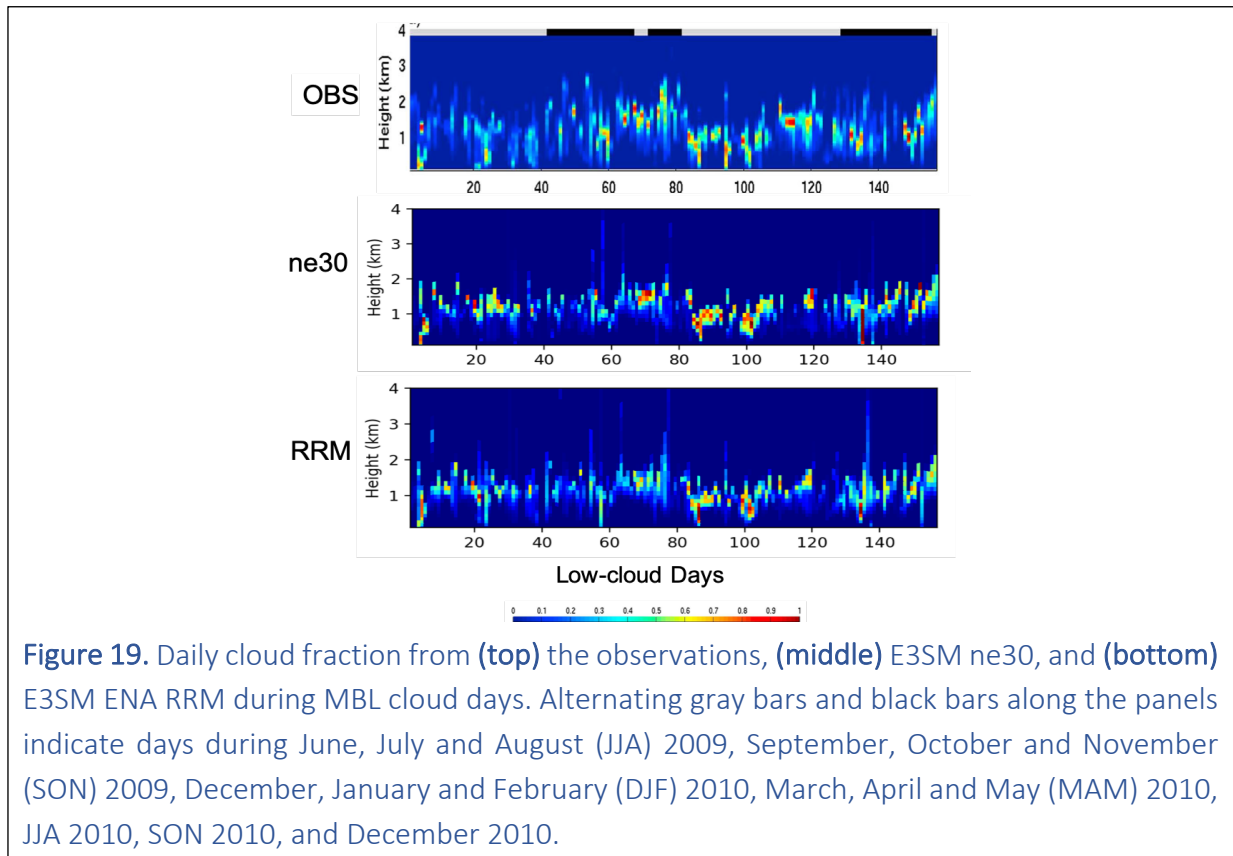 OBS
Height (km)
4
3
2
1
20 40 60 80 100 120 140
ne30
Height (km)
4
3
2
1
20 40 60 80 100 120 140
RRM
Height (km)
4
3
2
1
20 40 60 80 100 120 140
Low-cloud Days
0 0.1 0.2 0.3 0.4 0.5 0.6 0.7 0.8 0.9 1
Figure 19. Daily cloud fraction from (top) the observations, (middle) E3SM ne30, and (bottom)
E3SM ENA RRM during MBL cloud days. Alternating gray bars and black bars along the panels
indicate days during June, July and August (JJA) 2009, September, October and November
(SON) 2009, December, January and February (DJF) 2010, March, April and May (MAM) 2010,
JJA 2010, SON 2010, and December 2010.